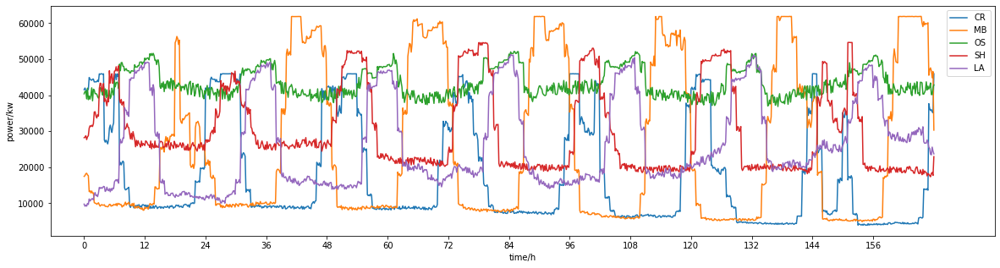 60000
50000
40000
30000
20000
10000
power/kw
0 12 24 36 48 60 72 84 96 108 120 132 144 156
time/h
CR
MB
OS
SH
LA